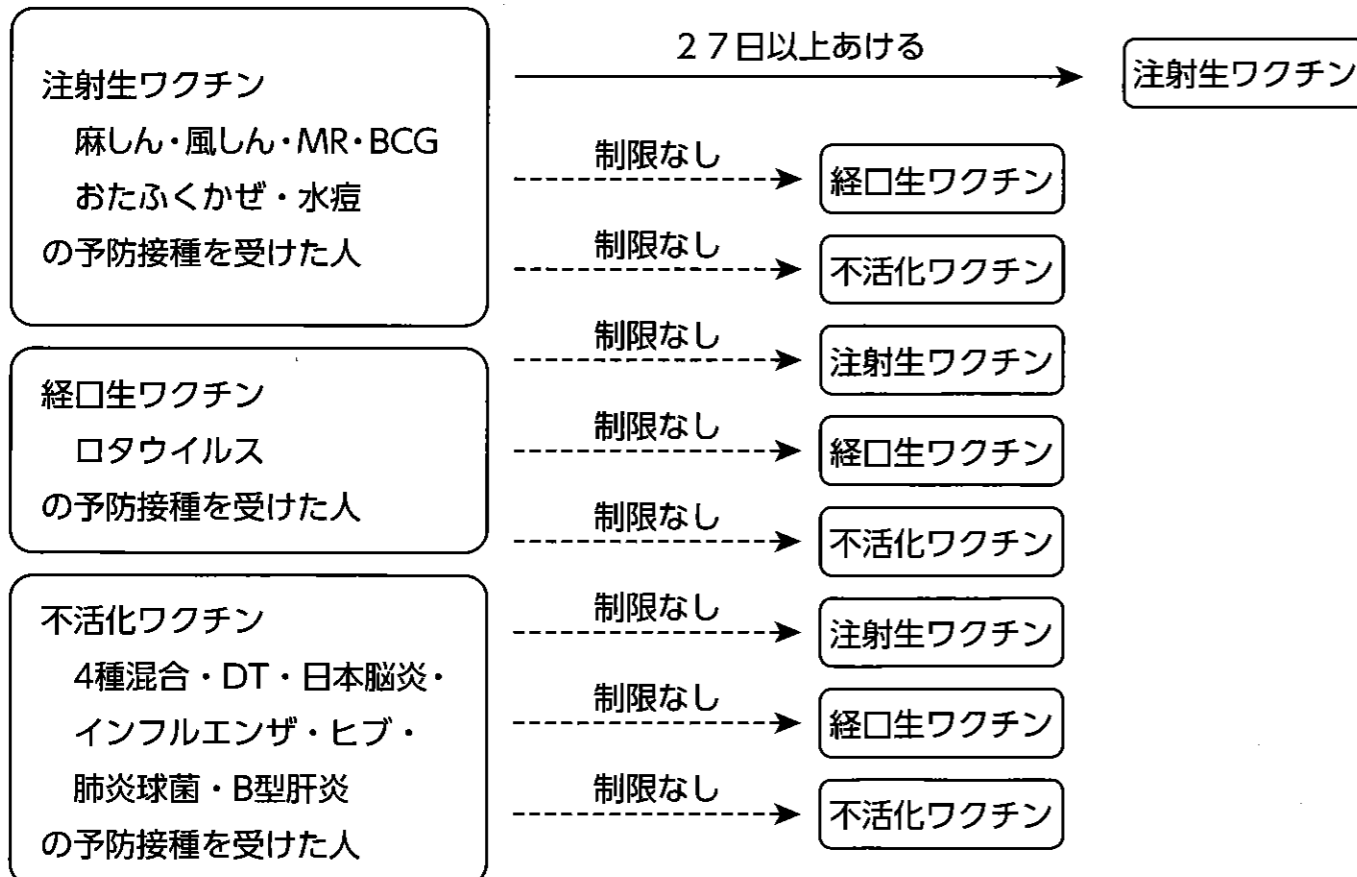 注射生ワクチン
麻しん・風しん・MR・BCG
おたふくかぜ・水痘
の予防接種を受けた人
27日以上あける
注射生ワクチン
制限なし
経口生ワクチン
制限なし
不活化ワクチン
経口生ワクチン
ロタウイルス
の予防接種を受けた人
制限なし
注射生ワクチン
制限なし
経口生ワクチン
制限なし
不活化ワクチン
不活化ワクチン
4種混合・DT・日本脳炎・
インフルエンザ・ヒブ・
肺炎球菌・B型肝炎
の予防接種を受けた人
制限なし
注射生ワクチン
制限なし
経口生ワクチン
制限なし
不活化ワクチン